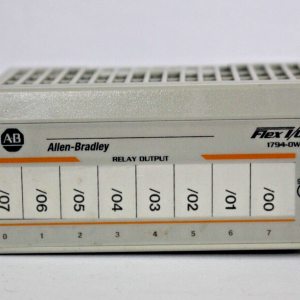 AB
Allen-Bradley
Flex I/O
1794-OW
RELAY OUTPUT
/07 /06 /05 /04 /03 /02 /01 /00
0 1 2 3 4 5 6 7